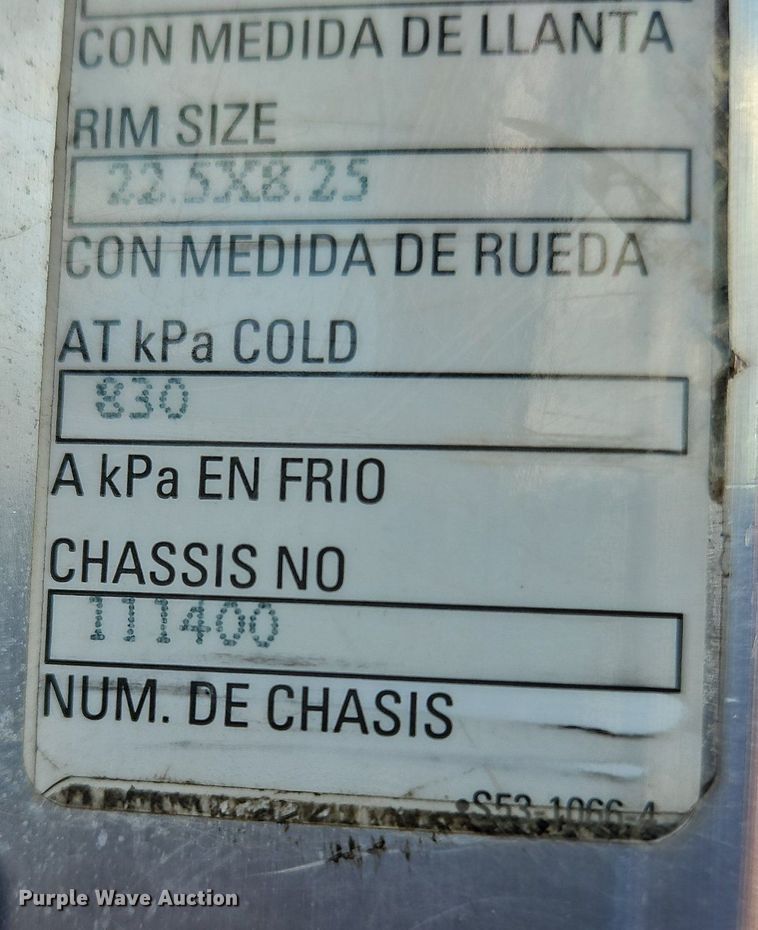 CON MEDIDA DE LLANTA
RIM SIZE
22.5X8.25
CON MEDIDA DE RUEDA
AT kPa COLD
830
A kPa EN FRIO
CHASSIS NO
111400
NUM. DE CHASIS
•S53-1066-4
Purple Wave Auction